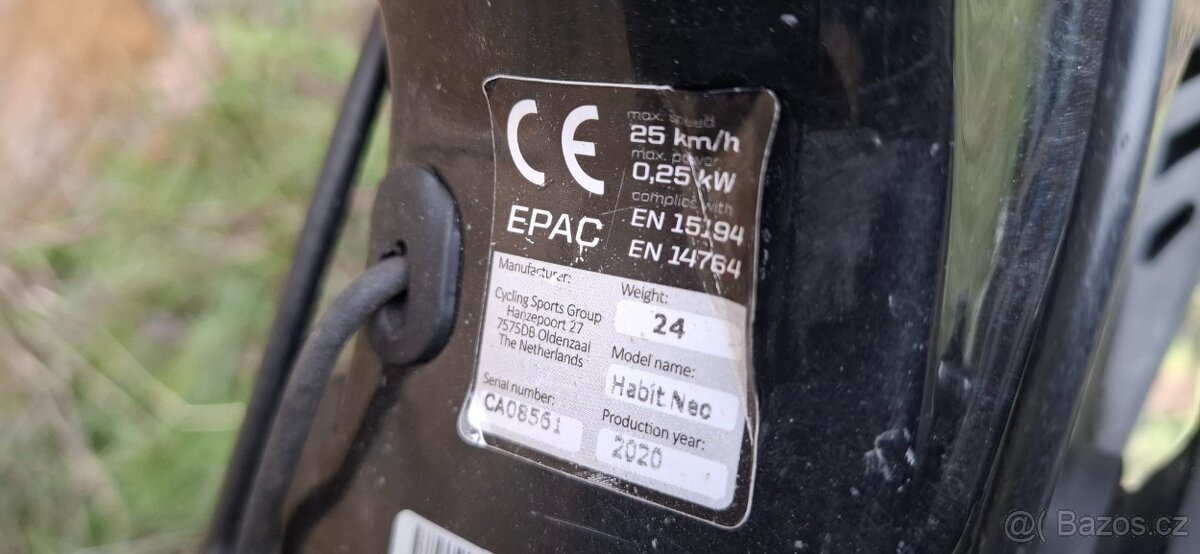 CE
EPAC
max. speed
25 km/h
max. power
0,25 kW
complies with
EN 15194
EN 14764
Manufacturer:
Cycling Sports Group
Hanzepoort 27
7575DB Oldenzaal
The Netherlands
Serial number:
CA08561
Weight:
24
Model name:
Habit Neo
Production year:
2020
@( Bazos.cz